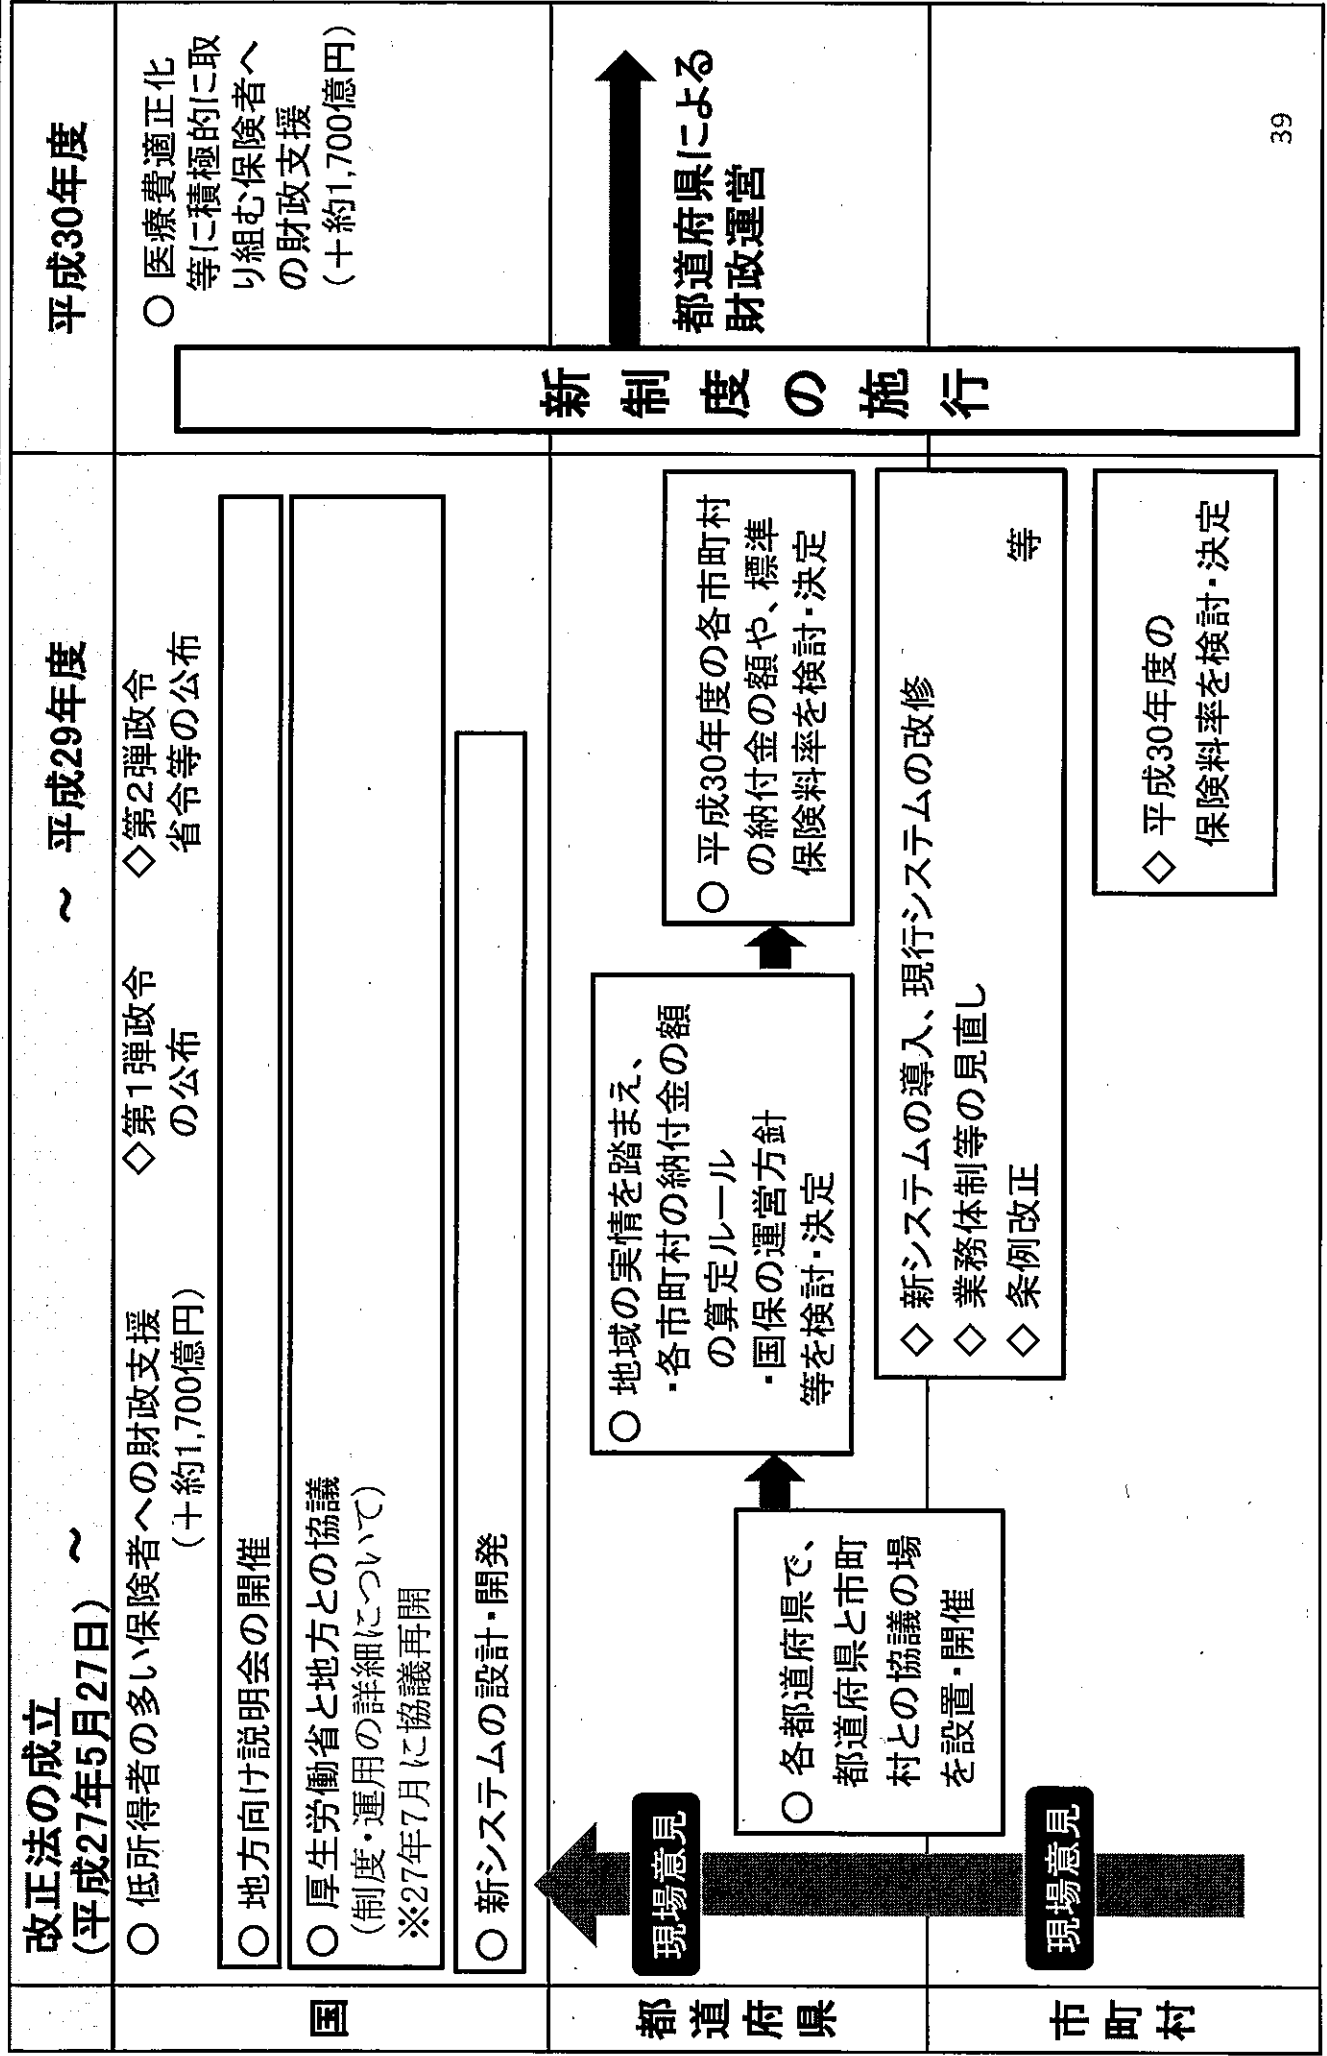 改正法の成立
(平成27年5月27日) ～
～ 平成29年度
平成30年度
国
○ 低所得者の多い保険者への財政支援
(＋約1,700億円)
◇第1弾政令
の公布
◇第2弾政令
省令等の公布
○ 医療費適正化
等に積極的に取
り組む保険者へ
の財政支援
(＋約1,700億円)
○ 地方向け説明会の開催
○ 厚生労働省と地方との協議
(制度・運用の詳細について)
※27年7月に協議再開
○ 新システムの設計・開発
新制度の施行
都道府県
現場意見
○ 各都道府県で、
都道府県と市町
村との協議の場
を設置・開催
○ 地域の実情を踏まえ、
・各市町村の納付金の額
の算定ルール
・国保の運営方針
等を検討・決定
○ 平成30年度の各市町村
の納付金の額や、標準
保険料率を検討・決定
都道府県による
財政運営
◇ 新システムの導入、現行システムの改修
◇ 業務体制等の見直し
◇ 条例改正 等
市町村
現場意見
◇ 平成30年度の
保険料率を検討・決定
39